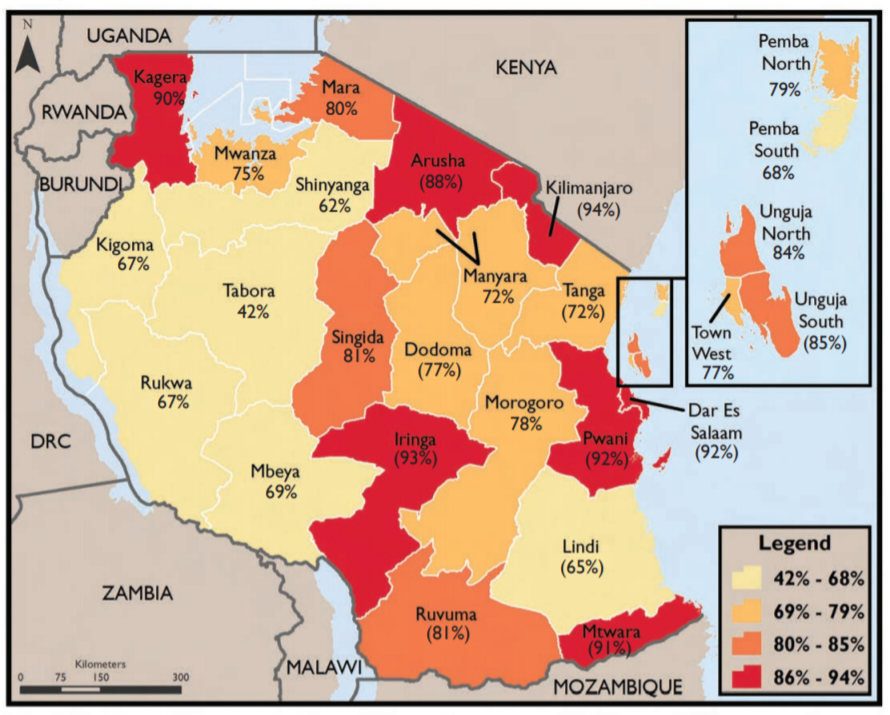 N
UGANDA
KENYA
RWANDA
BURUNDI
DRC
ZAMBIA
MALAWI
MOZAMBIQUE
Kagera
90%
Mara
80%
Mwanza
75%
Shinyanga
62%
Arusha
(88%)
Kilimanjaro
(94%)
Kigoma
67%
Tabora
42%
Manyara
72%
Tanga
(72%)
Singida
81%
Dodoma
(77%)
Rukwa
67%
Morogoro
78%
Dar Es
Salaam
(92%)
Pwani
(92%)
Iringa
(93%)
Mbeya
69%
Lindi
(65%)
Ruvuma
(81%)
Mtwara
(91%)
Pemba
North
79%
Pemba
South
68%
Unguja
North
84%
Unguja
South
(85%)
Town
West
77%
Legend
42% - 68%
69% - 79%
80% - 85%
86% - 94%
Kilometers
0 75 150 300